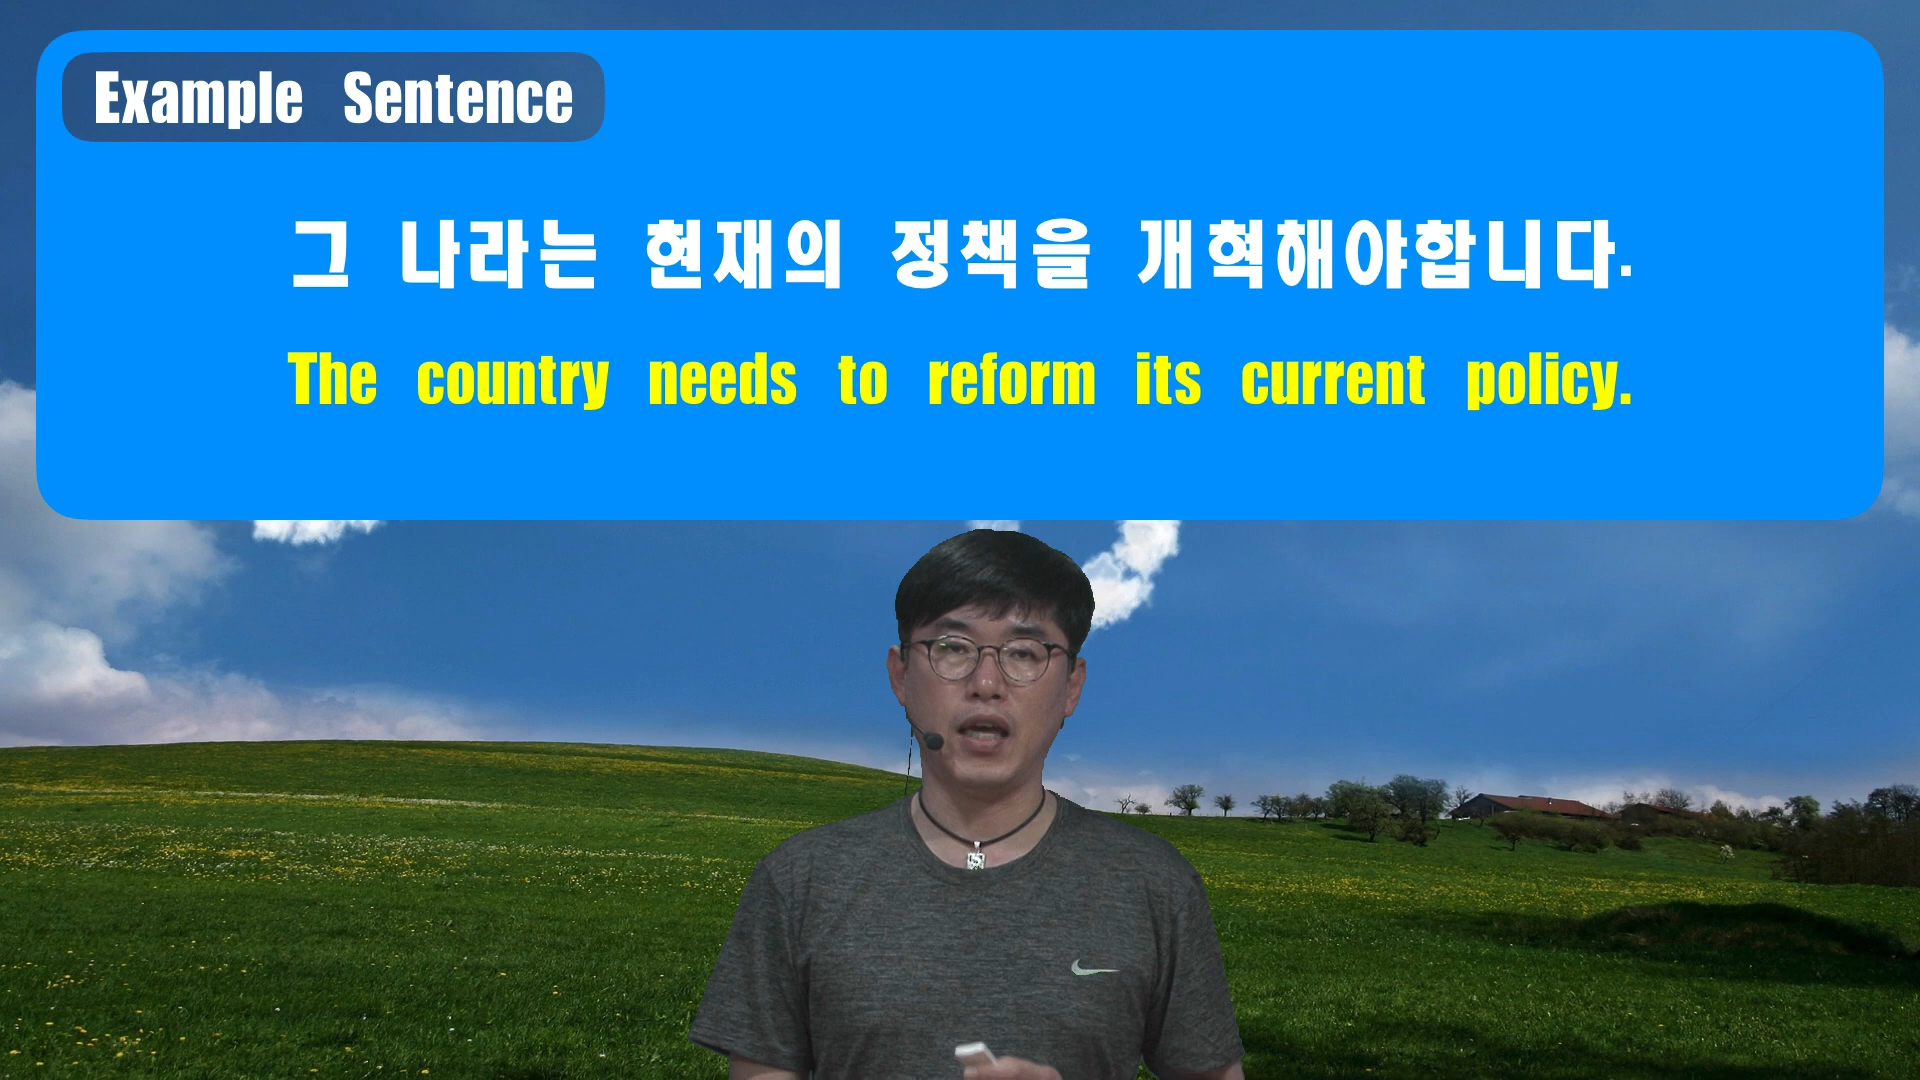 Example Sentence
그 나라는 현재의 정책을 개혁해야합니다.
The country needs to reform its current policy.